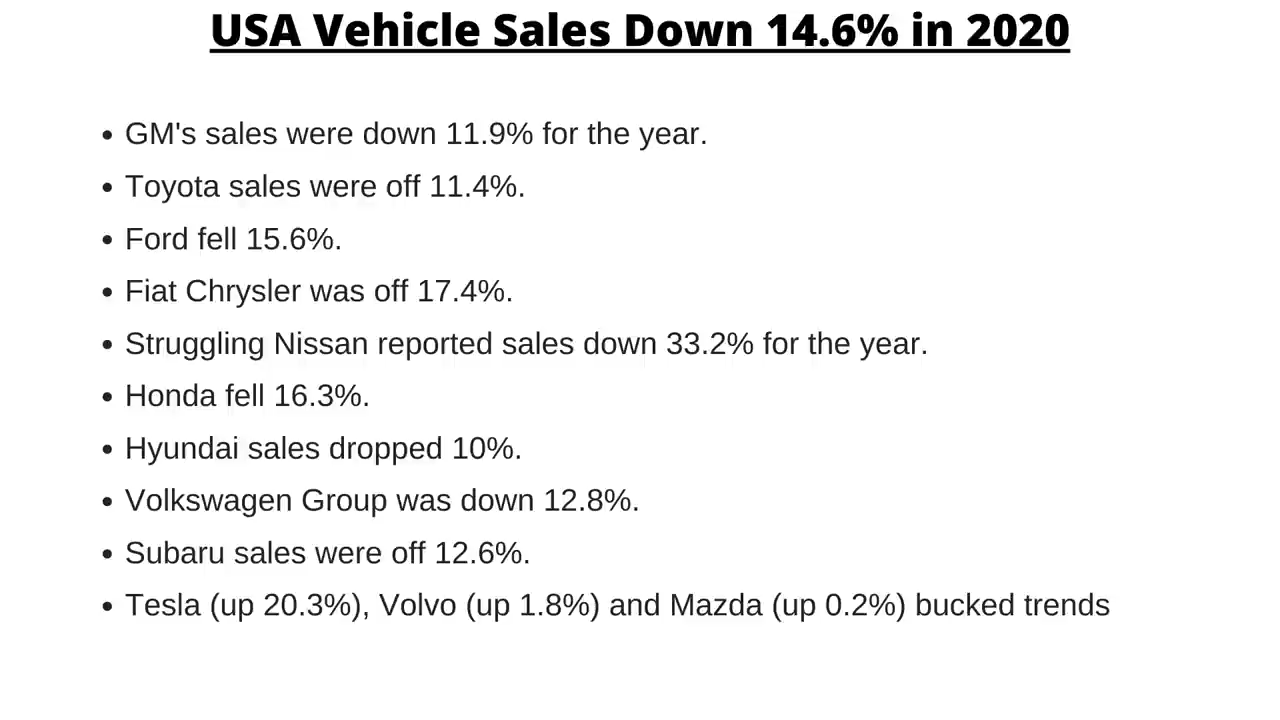 USA Vehicle Sales Down 14.6% in 2020
• GM's sales were down 11.9% for the year.
• Toyota sales were off 11.4%.
• Ford fell 15.6%.
• Fiat Chrysler was off 17.4%.
• Struggling Nissan reported sales down 33.2% for the year.
• Honda fell 16.3%.
• Hyundai sales dropped 10%.
• Volkswagen Group was down 12.8%.
• Subaru sales were off 12.6%.
• Tesla (up 20.3%), Volvo (up 1.8%) and Mazda (up 0.2%) bucked trends